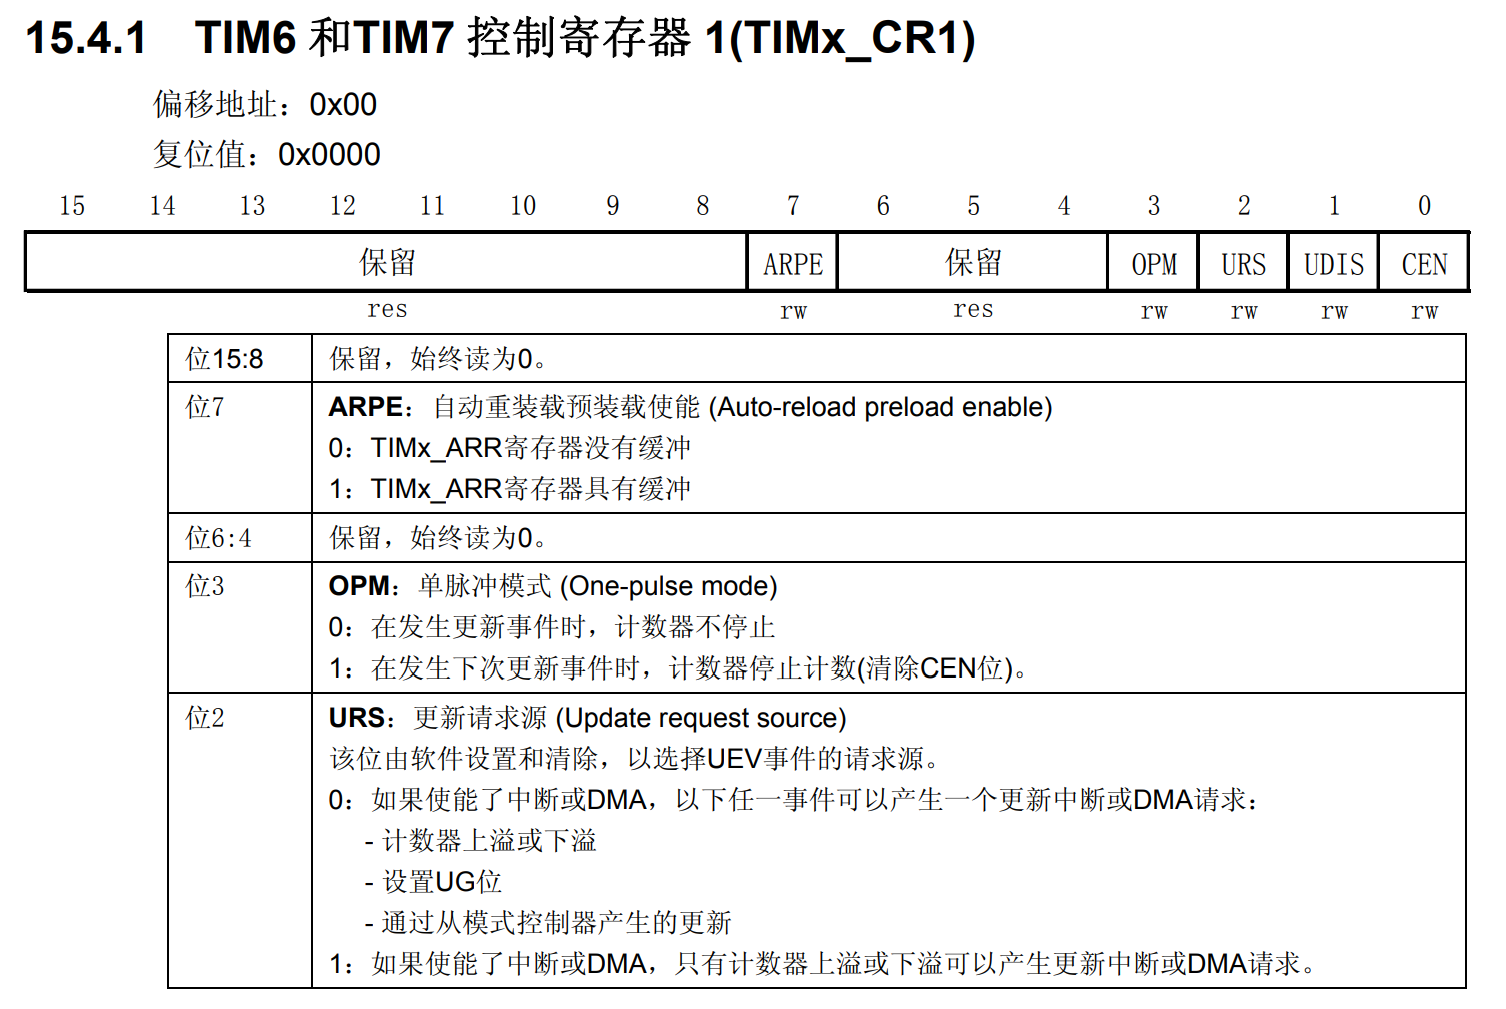 15.4.1 TIM6 和TIM7 控制寄存器 1(TIMx_CR1)
偏移地址：0x00
复位值：0x0000
15 14 13 12 11 10 9 8 7 6 5 4 3 2 1 0
保留 ARPE 保留 OPM URS UDIS CEN
res rw res rw rw rw rw
位15:8 保留，始终读为0。
位7 ARPE：自动重装载预装载使能 (Auto-reload preload enable)
0：TIMx_ARR寄存器没有缓冲
1：TIMx_ARR寄存器具有缓冲
位6:4 保留，始终读为0。
位3 OPM：单脉冲模式 (One-pulse mode)
0：在发生更新事件时，计数器不停止
1：在发生下次更新事件时，计数器停止计数(清除CEN位)。
位2 URS：更新请求源 (Update request source)
该位由软件设置和清除，以选择UEV事件的请求源。
0：如果使能了中断或DMA，以下任一事件可以产生一个更新中断或DMA请求：
- 计数器上溢或下溢
- 设置UG位
- 通过从模式控制器产生的更新
1：如果使能了中断或DMA，只有计数器上溢或下溢可以产生更新中断或DMA请求。